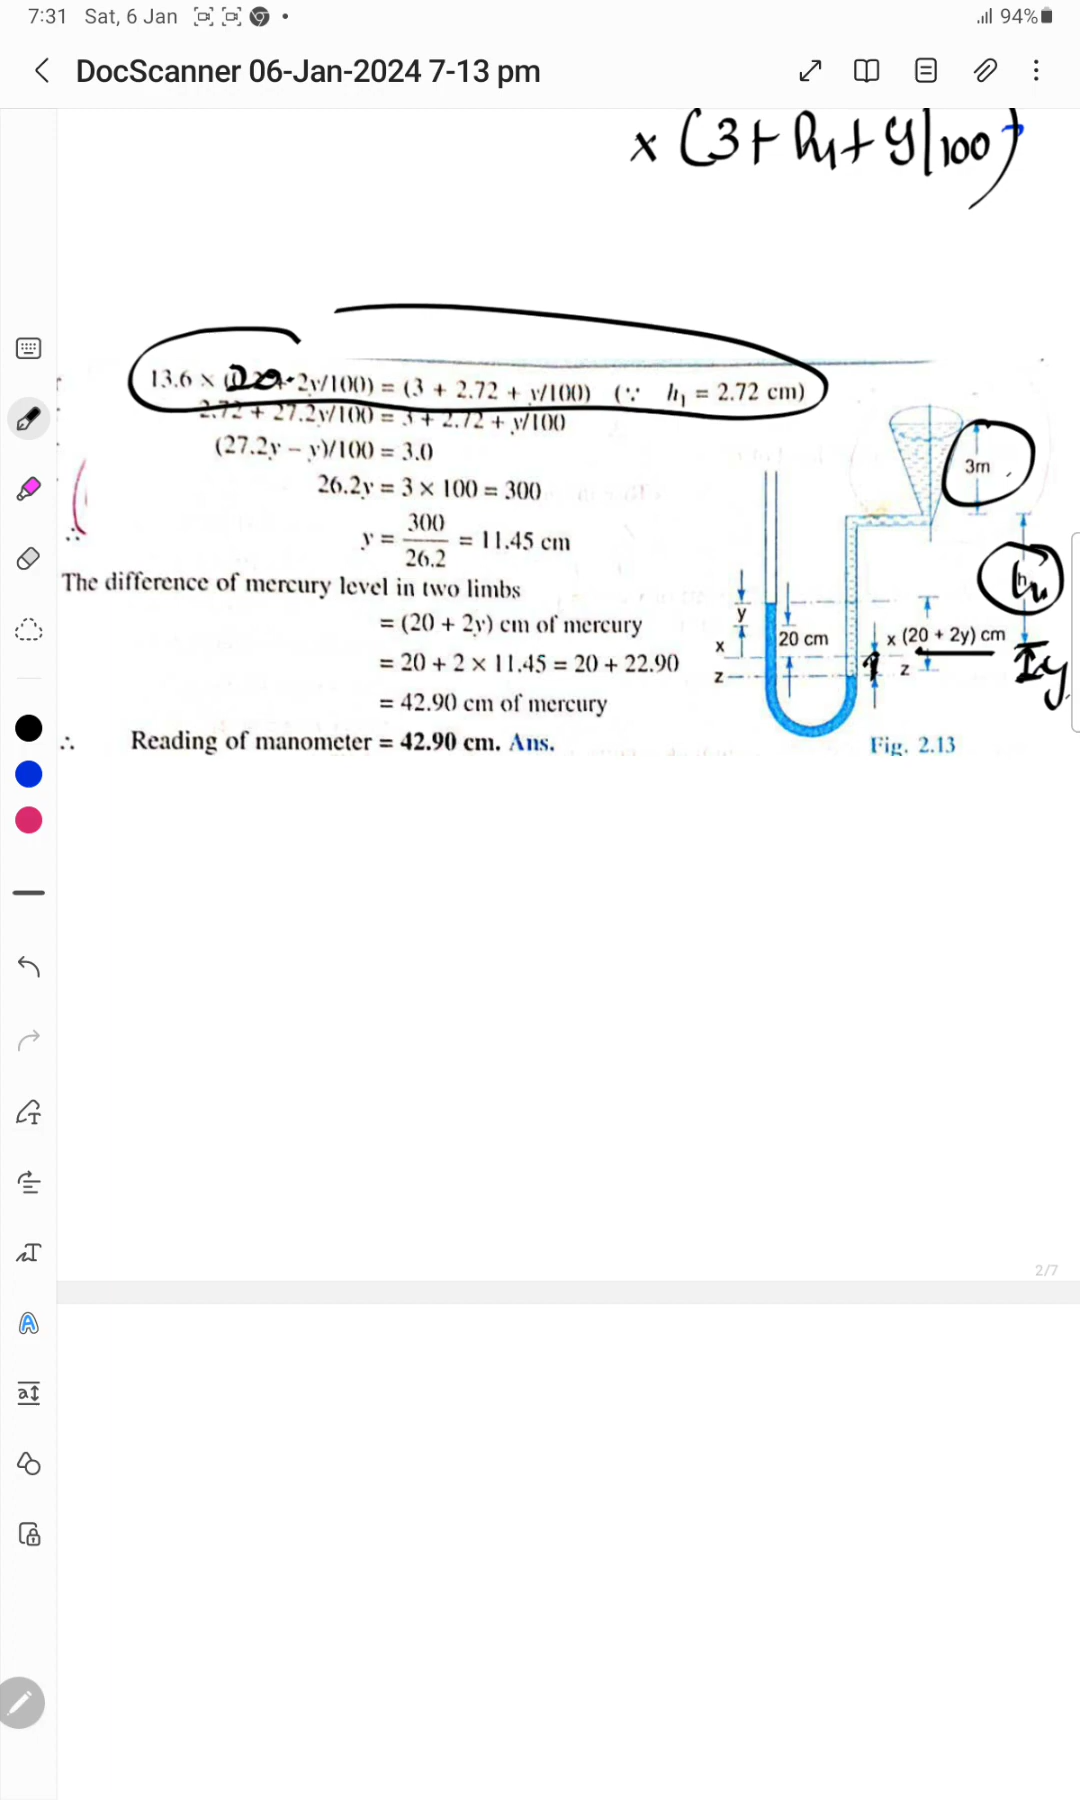 7:31 Sat, 6 Jan 94%
DocScanner 06-Jan-2024 7-13 pm
x (3 + h1 + y/100)
13.6 × 2y/100) = (3 + 2.72 + y/100) (∵ h₁ = 2.72 cm)
2.72 + 27.2y/100 = 3 + 2.72 + y/100
(27.2y – y)/100 = 3.0
26.2y = 3 × 100 = 300
∴ y = 300/26.2 = 11.45 cm
The difference of mercury level in two limbs
= (20 + 2y) cm of mercury
= 20 + 2 × 11.45 = 20 + 22.90
= 42.90 cm of mercury
∴ Reading of manometer = 42.90 cm. Ans.
3m
h
y
20 cm
x
x (20 + 2y) cm
z
z
y
Fig. 2.13
2/7